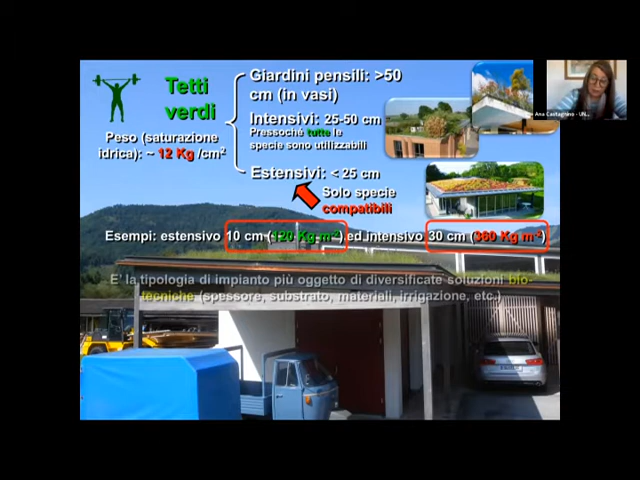 Tetti
verdi
Peso (saturazione
idrica): ~ 12 Kg /cm²
Giardini pensili: >50
cm (in vasi)
Intensivi: 25-50 cm
Pressoché tutte le
specie sono utilizzabili
Estensivi: < 25 cm
Solo specie
compatibili
Esempi: estensivo 10 cm (120 Kg m⁻²) ed intensivo 30 cm (360 Kg m⁻²)
E' la tipologia di impianto più oggetto di diversificate soluzioni bio-
tecniche (spessore, substrato, materiali, irrigazione, etc.)
Ana Castagnino - UN...